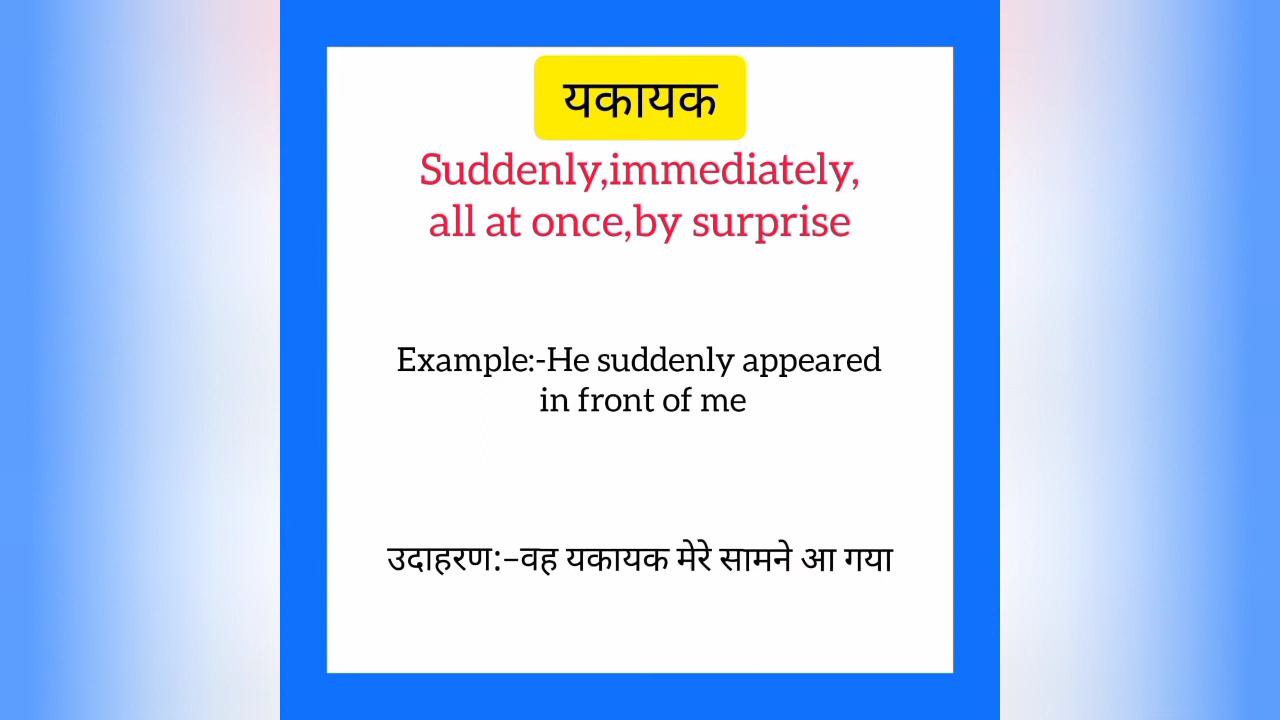 यकायक
Suddenly,immediately,
all at once,by surprise
Example:-He suddenly appeared
in front of me
उदाहरण:–वह यकायक मेरे सामने आ गया